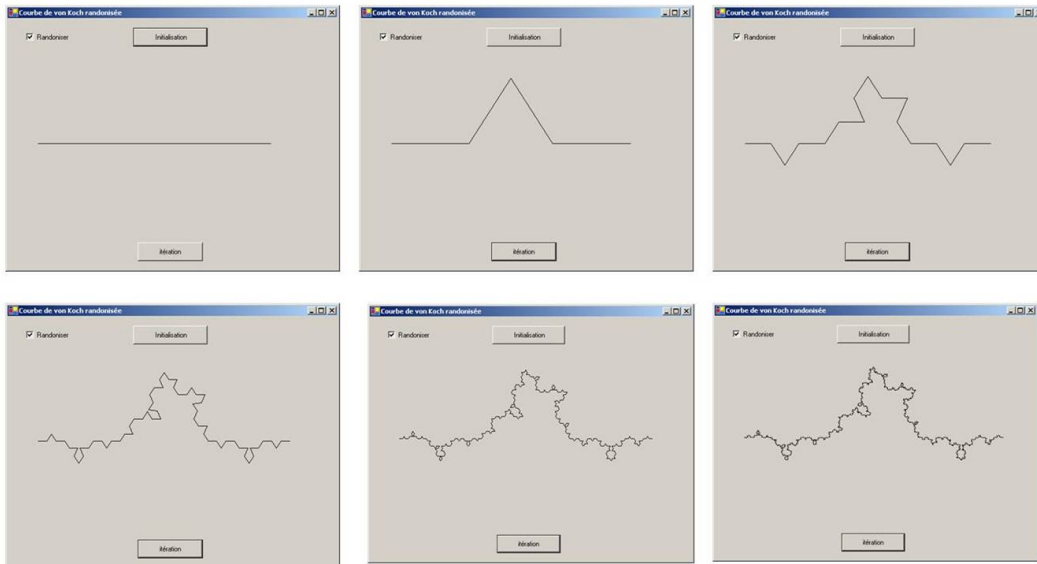 Courbe de von Koch randonisée
Randoniser
Initialisation
itération
Courbe de von Koch randonisée
Randoniser
Initialisation
itération
Courbe de von Koch randonisée
Randoniser
Initialisation
itération
Courbe de von Koch randonisée
Randoniser
Initialisation
itération
Courbe de von Koch randonisée
Randoniser
Initialisation
itération
Courbe de von Koch randonisée
Randoniser
Initialisation
itération